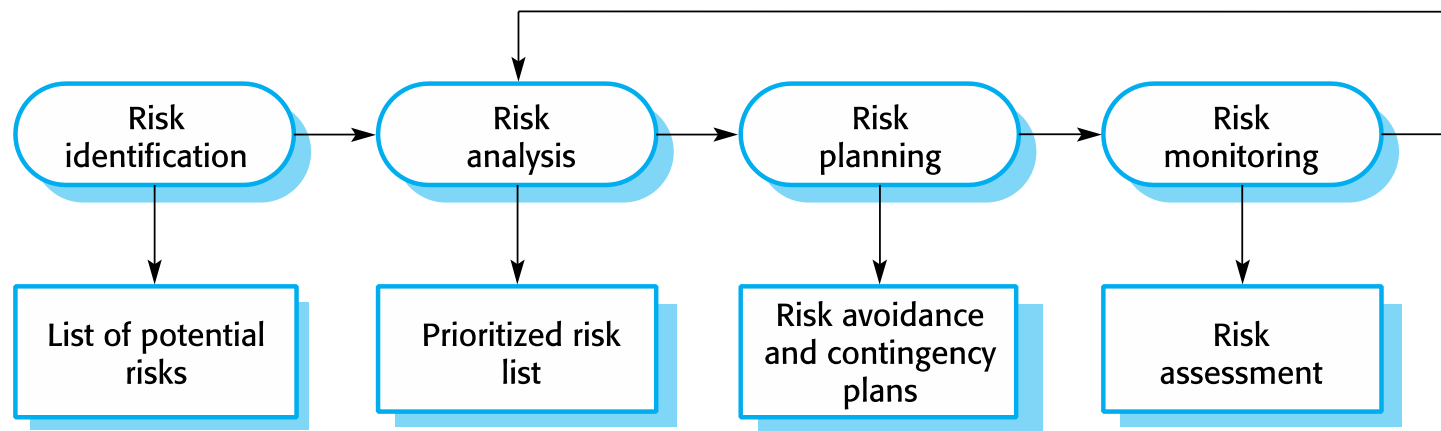 Risk
identification
Risk
analysis
Risk
planning
Risk
monitoring
List of potential
risks
Prioritized risk
list
Risk avoidance
and contingency
plans
Risk
assessment